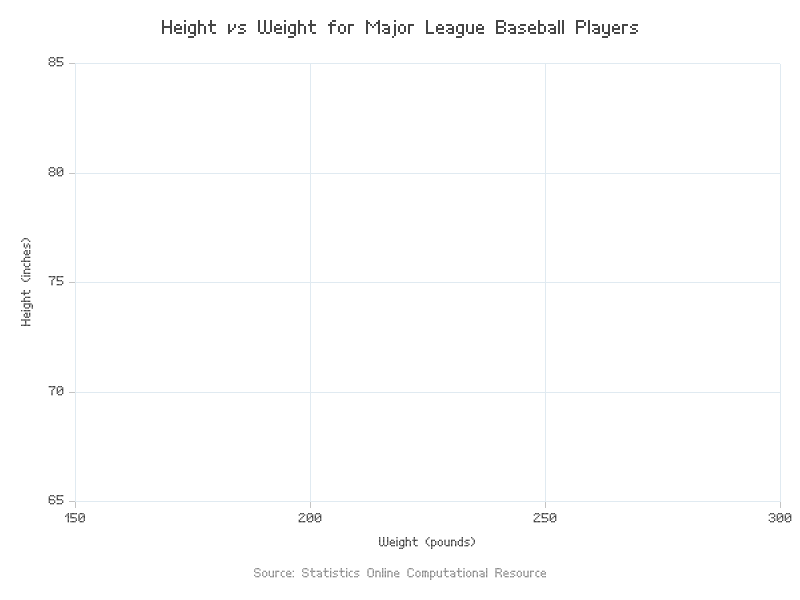 Height vs Weight for Major League Baseball Players
85
80
75
70
65
Height (inches)
150 200 250 300
Weight (pounds)
Source: Statistics Online Computational Resource